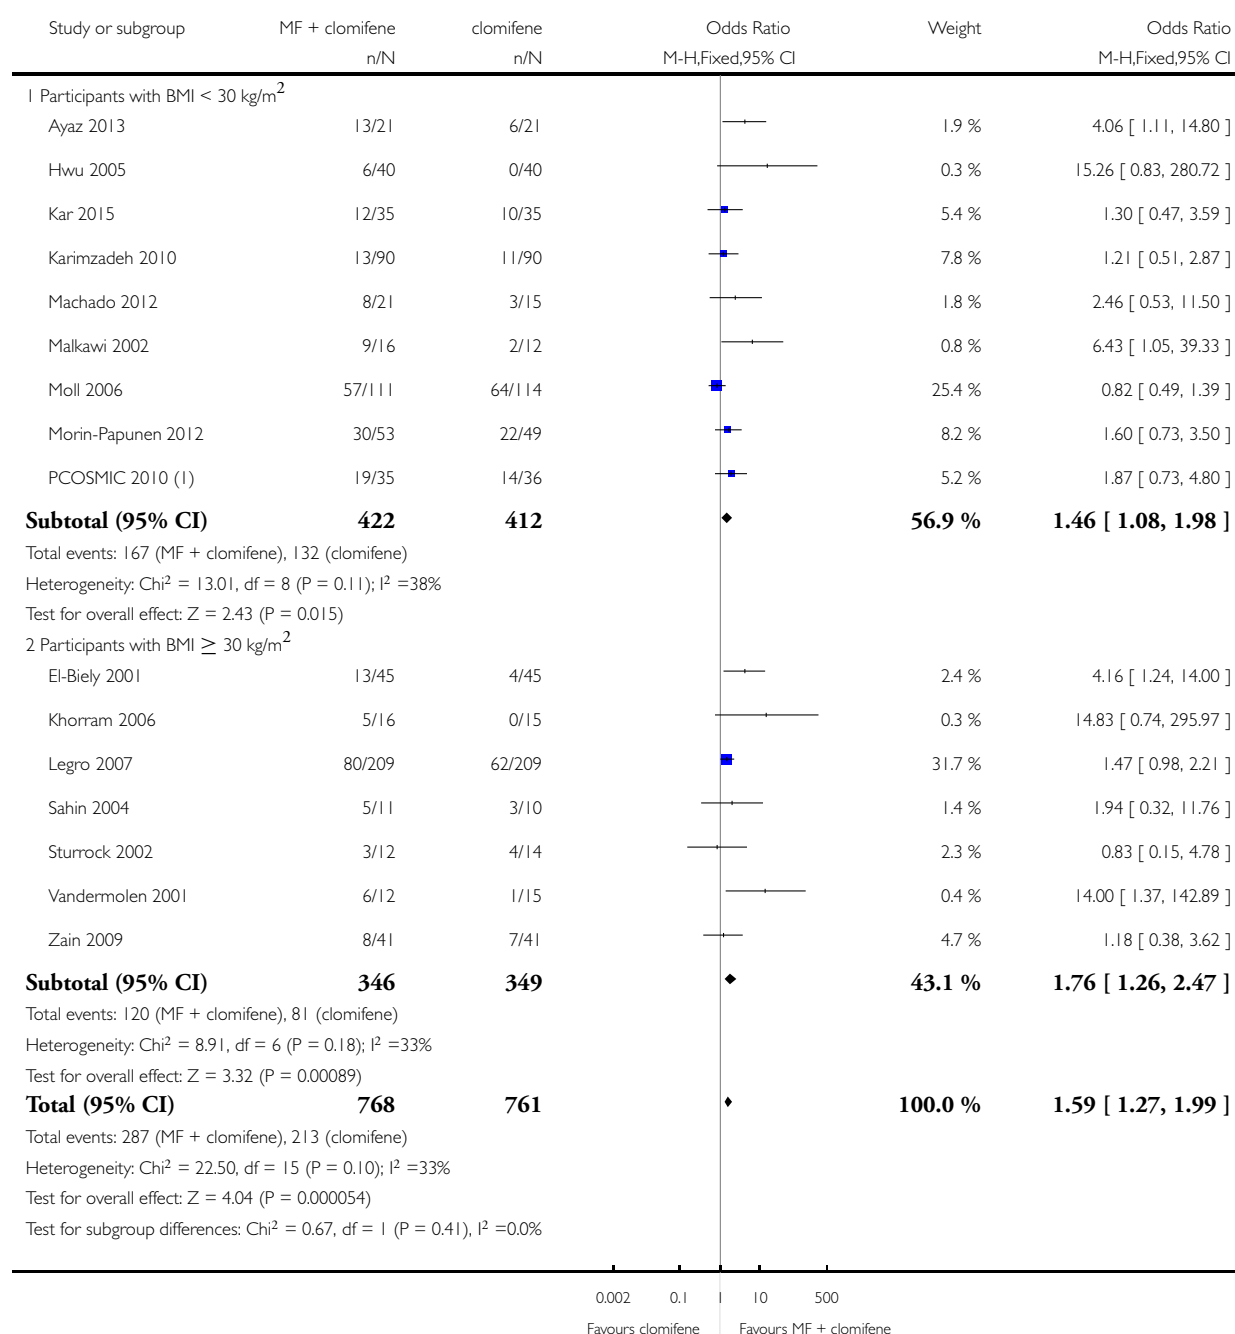 Study or subgroup MF + clomifene clomifene Odds Ratio Weight Odds Ratio
n/N n/N M-H,Fixed,95% CI M-H,Fixed,95% CI
1 Participants with BMI < 30 kg/m²
Ayaz 2013 13/21 6/21 1.9 % 4.06 [ 1.11, 14.80 ]
Hwu 2005 6/40 0/40 0.3 % 15.26 [ 0.83, 280.72 ]
Kar 2015 12/35 10/35 5.4 % 1.30 [ 0.47, 3.59 ]
Karimzadeh 2010 13/90 11/90 7.8 % 1.21 [ 0.51, 2.87 ]
Machado 2012 8/21 3/15 1.8 % 2.46 [ 0.53, 11.50 ]
Malkawi 2002 9/16 2/12 0.8 % 6.43 [ 1.05, 39.33 ]
Moll 2006 57/111 64/114 25.4 % 0.82 [ 0.49, 1.39 ]
Morin-Papunen 2012 30/53 22/49 8.2 % 1.60 [ 0.73, 3.50 ]
PCOSMIC 2010 (1) 19/35 14/36 5.2 % 1.87 [ 0.73, 4.80 ]
Subtotal (95% CI) 422 412 56.9 % 1.46 [ 1.08, 1.98 ]
Total events: 167 (MF + clomifene), 132 (clomifene)
Heterogeneity: Chi² = 13.01, df = 8 (P = 0.11); I² =38%
Test for overall effect: Z = 2.43 (P = 0.015)
2 Participants with BMI ≥ 30 kg/m²
El-Biely 2001 13/45 4/45 2.4 % 4.16 [ 1.24, 14.00 ]
Khorram 2006 5/16 0/15 0.3 % 14.83 [ 0.74, 295.97 ]
Legro 2007 80/209 62/209 31.7 % 1.47 [ 0.98, 2.21 ]
Sahin 2004 5/11 3/10 1.4 % 1.94 [ 0.32, 11.76 ]
Sturrock 2002 3/12 4/14 2.3 % 0.83 [ 0.15, 4.78 ]
Vandermolen 2001 6/12 1/15 0.4 % 14.00 [ 1.37, 142.89 ]
Zain 2009 8/41 7/41 4.7 % 1.18 [ 0.38, 3.62 ]
Subtotal (95% CI) 346 349 43.1 % 1.76 [ 1.26, 2.47 ]
Total events: 120 (MF + clomifene), 81 (clomifene)
Heterogeneity: Chi² = 8.91, df = 6 (P = 0.18); I² =33%
Test for overall effect: Z = 3.32 (P = 0.00089)
Total (95% CI) 768 761 100.0 % 1.59 [ 1.27, 1.99 ]
Total events: 287 (MF + clomifene), 213 (clomifene)
Heterogeneity: Chi² = 22.50, df = 15 (P = 0.10); I² =33%
Test for overall effect: Z = 4.04 (P = 0.000054)
Test for subgroup differences: Chi² = 0.67, df = 1 (P = 0.41), I² =0.0%
0.002 0.1 1 10 500
Favours clomifene Favours MF + clomifene